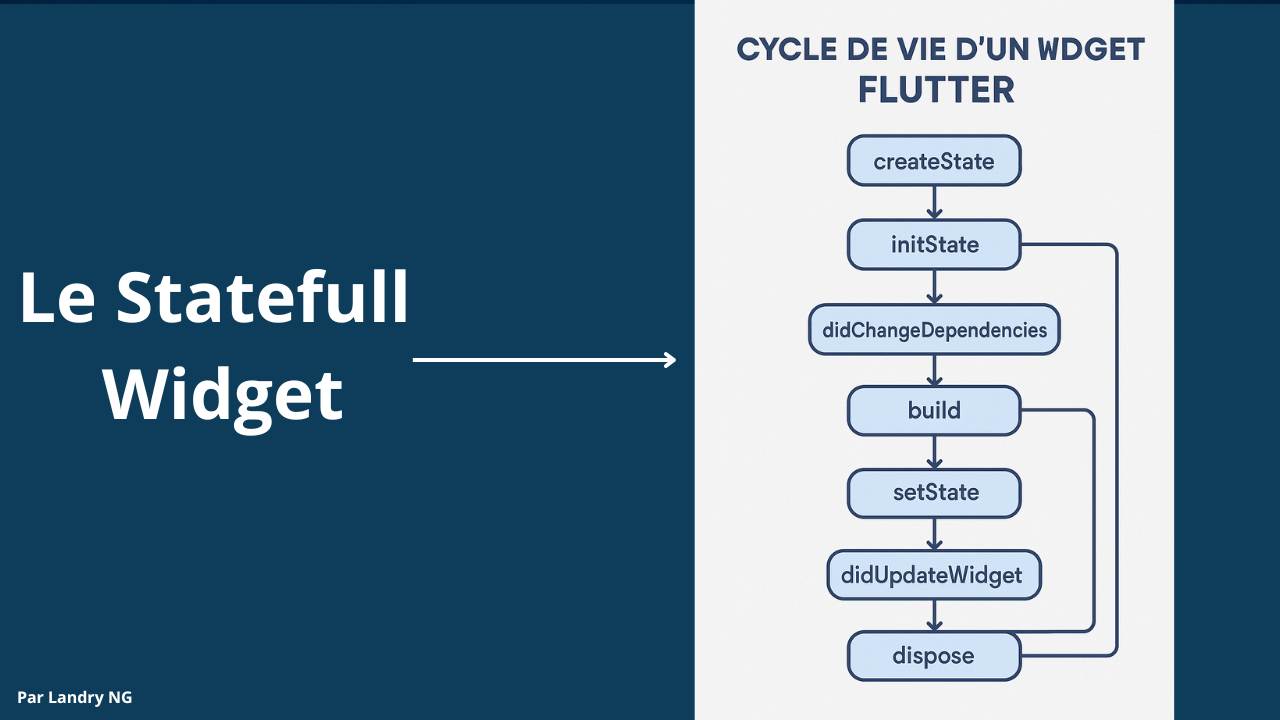 Le Statefull
Widget
Par Landry NG
CYCLE DE VIE D'UN WDGET
FLUTTER
createState
initState
didChangeDependencies
build
setState
didUpdateWidget
dispose